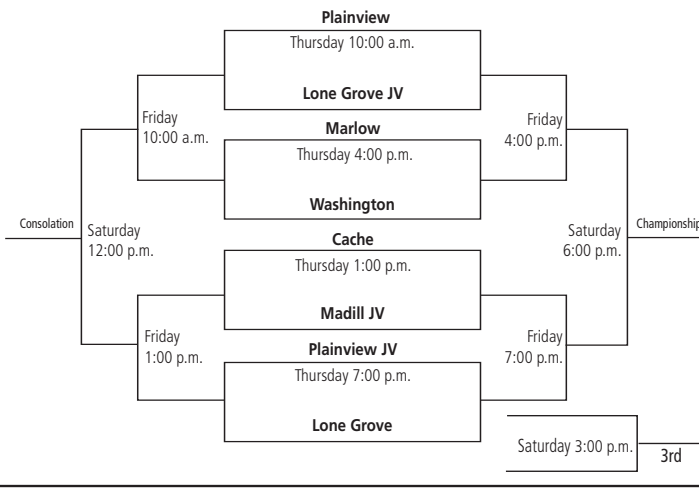 Plainview
Thursday 10:00 a.m.
Lone Grove JV
Friday
10:00 a.m.
Friday
4:00 p.m.
Marlow
Thursday 4:00 p.m.
Washington
Consolation
Saturday
12:00 p.m.
Saturday
6:00 p.m.
Championship
Cache
Thursday 1:00 p.m.
Madill JV
Friday
1:00 p.m.
Friday
7:00 p.m.
Plainview JV
Thursday 7:00 p.m.
Lone Grove
Saturday 3:00 p.m.
3rd